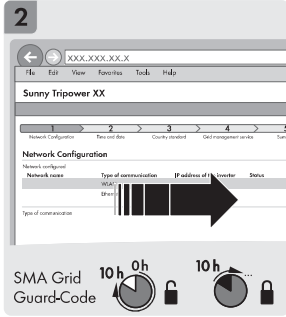 2
XXX.XXX.XX.X
File Edit View Favorites Tools Help
Sunny Tripower XX
1 2 3 4 5
Network Configuration Time and date Country standard Grid management service
Network Configuration
Network configured
Network name Type of communication IP address of the inverter Status
Type of communication
SMA Grid
Guard-Code
10 h 0 h 10 h ...